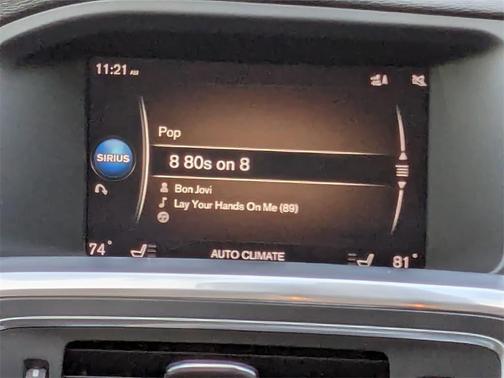 11:21 AM
Pop
SIRIUS
8 80s on 8
Bon Jovi
Lay Your Hands On Me (89)
74°
AUTO CLIMATE
81°